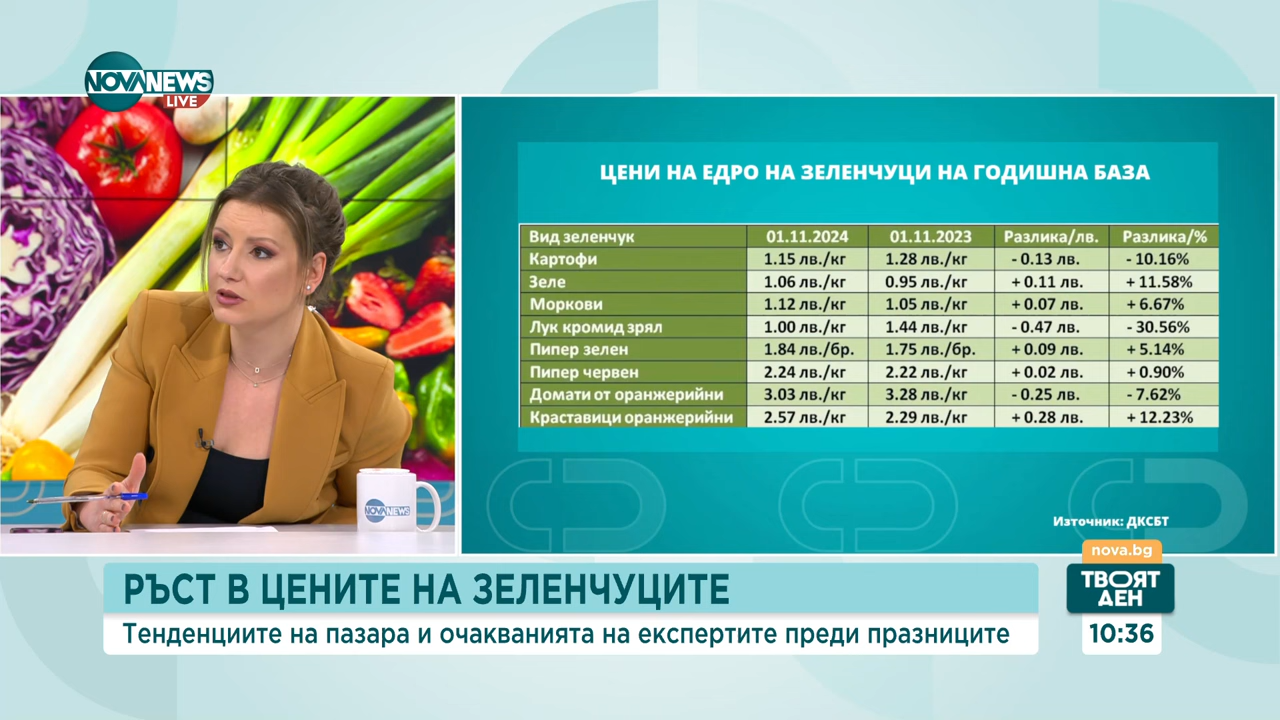 NOVANEWS
LIVE
ЦЕНИ НА ЕДРО НА ЗЕЛЕНЧУЦИ НА ГОДИШНА БАЗА
Вид зеленчук 01.11.2024 01.11.2023 Разлика/лв. Разлика/%
Картофи 1.15 лв./кг 1.28 лв./кг - 0.13 лв. - 10.16%
Зеле 1.06 лв./кг 0.95 лв./кг + 0.11 лв. + 11.58%
Моркови 1.12 лв./кг 1.05 лв./кг + 0.07 лв. + 6.67%
Лук кромид зрял 1.00 лв./кг 1.44 лв./кг - 0.47 лв. - 30.56%
Пипер зелен 1.84 лв./бр. 1.75 лв./бр. + 0.09 лв. + 5.14%
Пипер червен 2.24 лв./кг 2.22 лв./кг + 0.02 лв. + 0.90%
Домати от оранжерийни 3.03 лв./кг 3.28 лв./кг - 0.25 лв. - 7.62%
Краставици оранжерийни 2.57 лв./кг 2.29 лв./кг + 0.28 лв. + 12.23%
NOVANEWS
Източник: ДКСБТ
nova.bg
ТВОЯТ
ДЕН
10:36
РЪСТ В ЦЕНИТЕ НА ЗЕЛЕНЧУЦИТЕ
Тенденциите на пазара и очакванията на експертите преди празниците